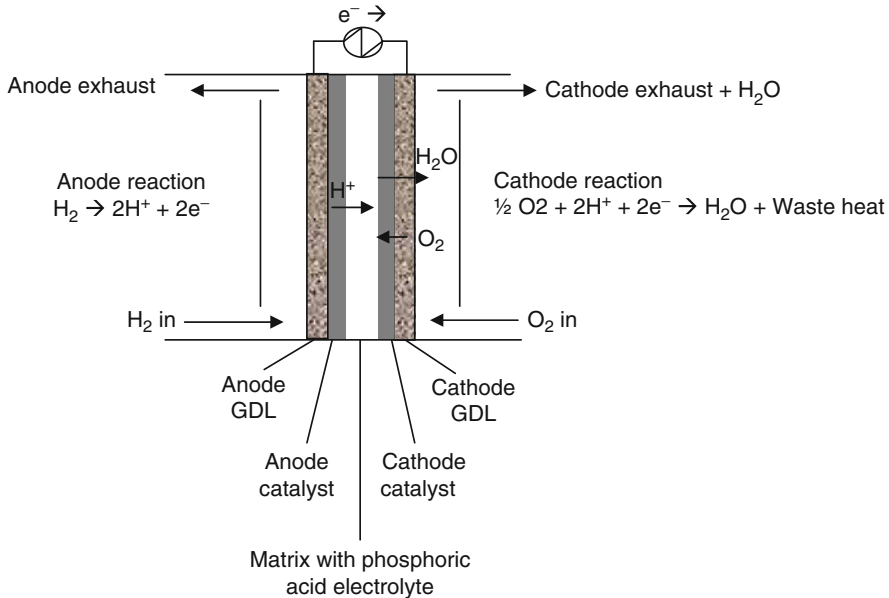 e⁻ →
Anode exhaust
Cathode exhaust + H₂O
H₂O
Anode reaction
H₂ → 2H⁺ + 2e⁻
H⁺
Cathode reaction
½ O2 + 2H⁺ + 2e⁻ → H₂O + Waste heat
O₂
H₂ in
O₂ in
Anode
GDL
Cathode
GDL
Anode
catalyst
Cathode
catalyst
Matrix with phosphoric
acid electrolyte